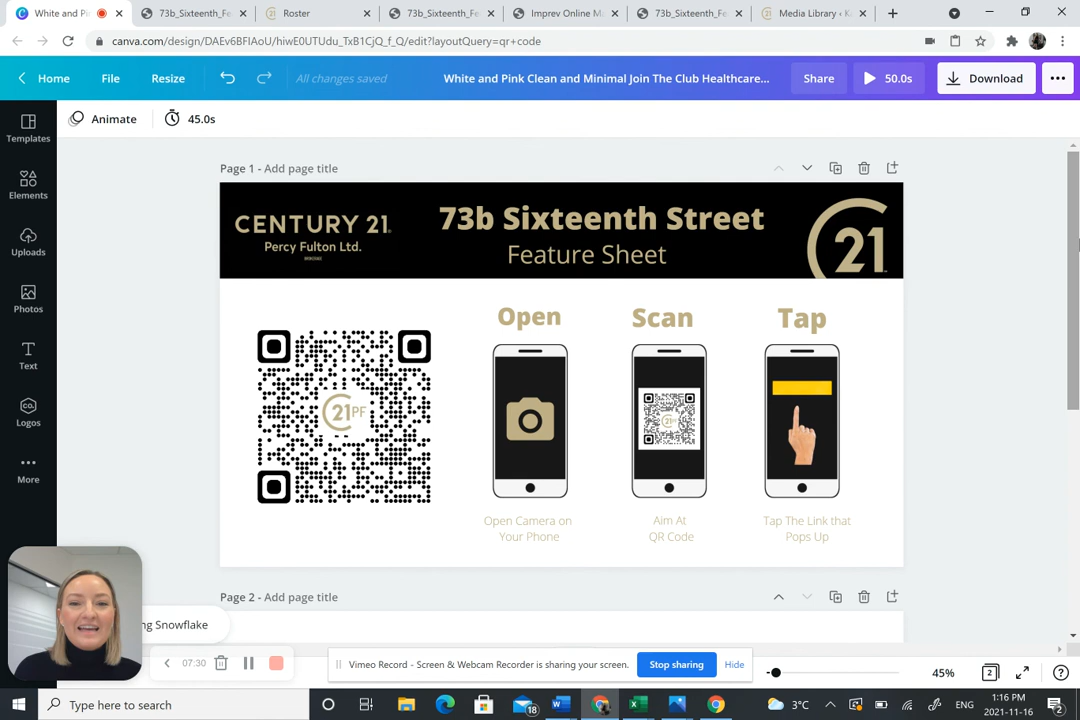 White and Pi
73b_Sixteenth_Fe
Roster
73b_Sixteenth_Fe
Imprev Online M
73b_Sixteenth_Fe
Media Library ‹ K
canva.com/design/DAEv6BFIAoU/hiwE0UTUdu_TxB1CjQ_f_Q/edit?layoutQuery=qr+code
Home
File
Resize
All changes saved
White and Pink Clean and Minimal Join The Club Healthcare...
Share
50.0s
Download
Animate
45.0s
Templates
Elements
Uploads
Photos
Text
CO.
Logos
More
Page 1 - Add page title
CENTURY 21.
Percy Fulton Ltd.
BROKERAGE
73b Sixteenth Street
Feature Sheet
21
Open
Scan
Tap
21PF
Open Camera on
Your Phone
Aim At
QR Code
Tap The Link that
Pops Up
Page 2 - Add page title
ng Snowflake
07:30
Vimeo Record - Screen & Webcam Recorder is sharing your screen.
Stop sharing
Hide
45%
2
Type here to search
18
3°C
ENG
1:16 PM
2021-11-16
2